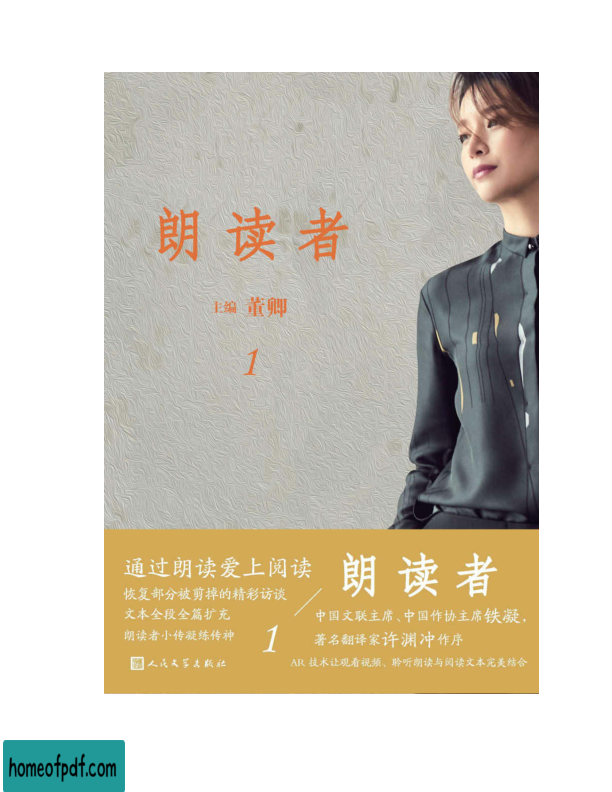 朗读者
主编 董卿
1
通过朗读爱上阅读
恢复部分被剪掉的精彩访谈
文本全段全篇扩充
朗读者小传凝练传神
人民文学出版社
1
朗读者
中国文联主席、中国作协主席铁凝,
著名翻译家许渊冲作序
AR 技术让观看视频、聆听朗读与阅读文本完美结合
homeofpdf.com